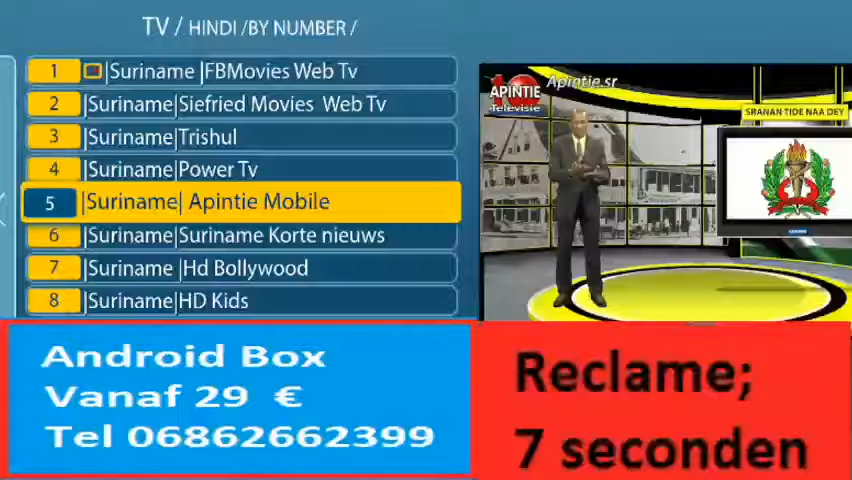 TV / HINDI /BY NUMBER /
1 |Suriname |FBMovies Web Tv
2 |Suriname|Siefried Movies Web Tv
3 |Suriname|Trishul
4 |Suriname|Power Tv
5 |Suriname| Apintie Mobile
6 |Suriname|Suriname Korte nieuws
7 |Suriname |Hd Bollywood
8 |Suriname|HD Kids
10
APINTIE
Televisie
Apintie.sr
SRANAN TIDE NAA DEY
Android Box
Vanaf 29 €
Tel 06862662399
Reclame;
7 seconden